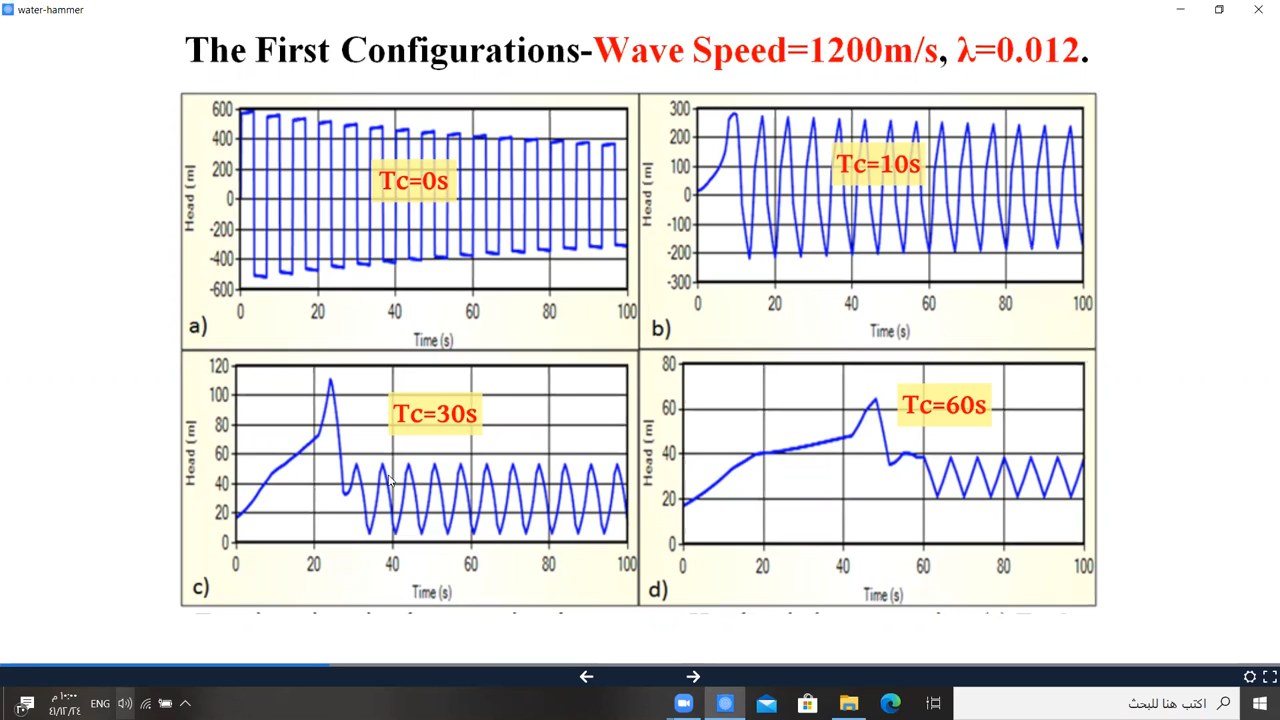 water-hammer
The First Configurations-Wave Speed=1200m/s, λ=0.012.
600
400
200
0
-200
-400
-600
Head (m)
Tc=0s
0 20 40 60 80 100
Time (s)
a)
300
200
100
0
-100
-200
-300
Head (m)
Tc=10s
0 20 40 60 80 100
Time (s)
b)
120
100
80
60
40
20
0
Head (m)
Tc=30s
0 20 40 60 80 100
Time (s)
c)
80
60
40
20
0
Head (m)
Tc=60s
0 20 40 60 80 100
Time (s)
d)
ENG
اكتب هنا للبحث